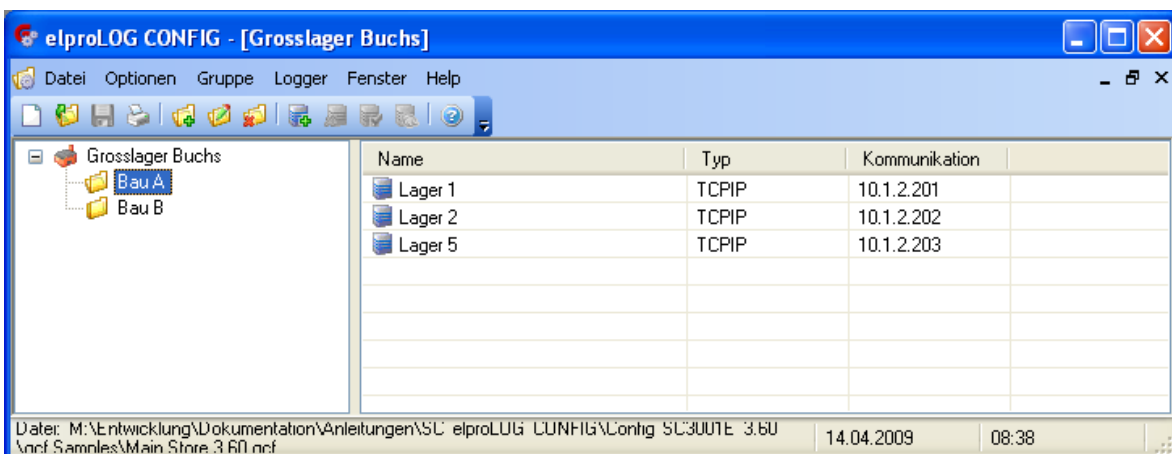 elproLOG CONFIG - [Grosslager Buchs]
Datei Optionen Gruppe Logger Fenster Help
Grosslager Buchs
Bau A
Bau B
Name Typ Kommunikation
Lager 1 TCPIP 10.1.2.201
Lager 2 TCPIP 10.1.2.202
Lager 5 TCPIP 10.1.2.203
Datei: M:\Entwicklung\Dokumentation\Anleitungen\SC elproLOG CONFIG\Config SC3001E 3.60
\gcf Samples\Main Store 3.60.gcf
14.04.2009 08:38